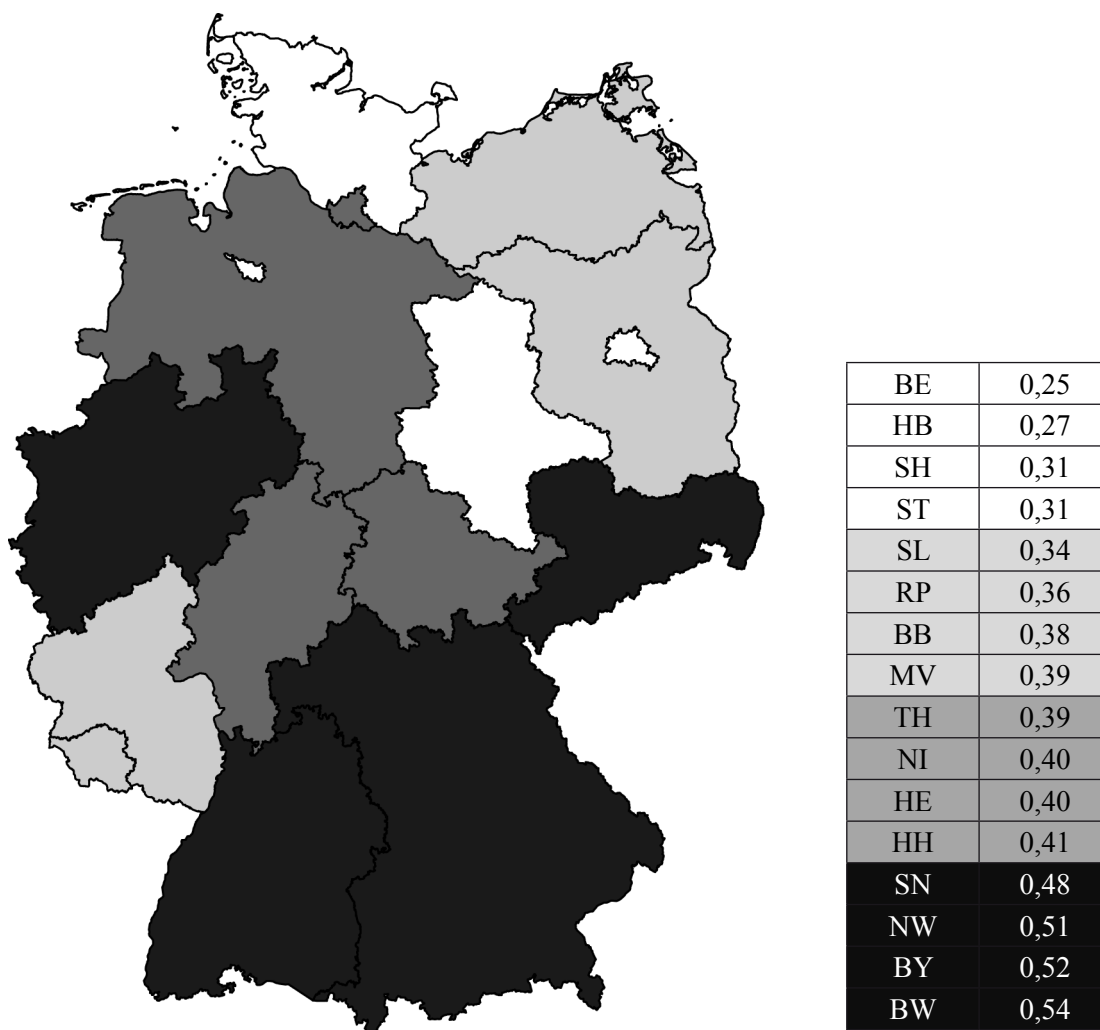 BE 0,25
HB 0,27
SH 0,31
ST 0,31
SL 0,34
RP 0,36
BB 0,38
MV 0,39
TH 0,39
NI 0,40
HE 0,40
HH 0,41
SN 0,48
NW 0,51
BY 0,52
BW 0,54